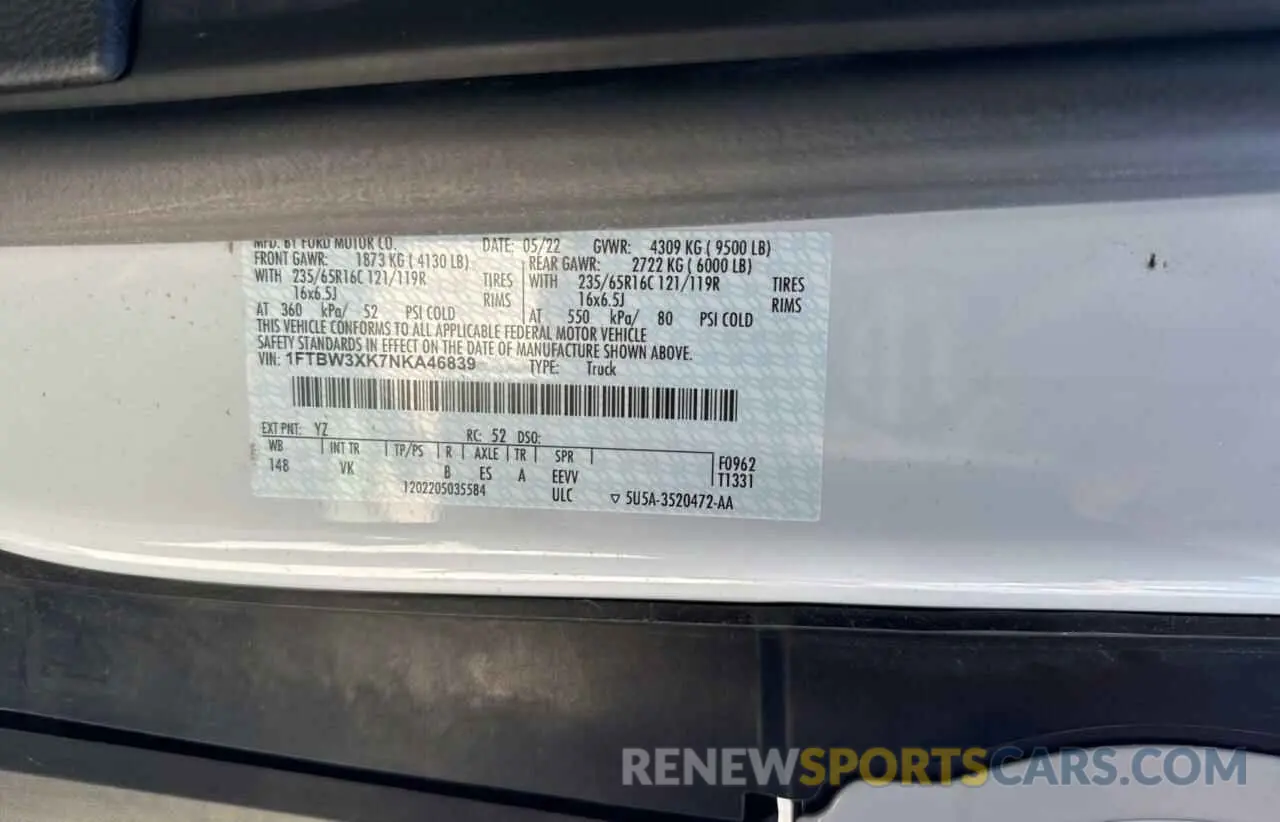 MFD. BY FORD MOTOR CO. DATE: 05/22 GVWR: 4309 KG ( 9500 LB)
FRONT GAWR: 1873 KG ( 4130 LB) REAR GAWR: 2722 KG ( 6000 LB)
WITH 235/65R16C 121/119R TIRES WITH 235/65R16C 121/119R TIRES
16x6.5J RIMS 16x6.5J RIMS
AT 360 kPa/ 52 PSI COLD AT 550 kPa/ 80 PSI COLD
THIS VEHICLE CONFORMS TO ALL APPLICABLE FEDERAL MOTOR VEHICLE
SAFETY STANDARDS IN EFFECT ON THE DATE OF MANUFACTURE SHOWN ABOVE.
VIN: 1FTBW3XK7NKA46839 TYPE: Truck
EXT PNT: YZ RC: 52 DSO:
WB INT TR TP/PS R AXLE TR SPR F0962
148 VK B ES A EEVV T1331
1202205035584 ULC ▽ 5U5A-3520472-AA
RENEWSPORTSCARS.COM